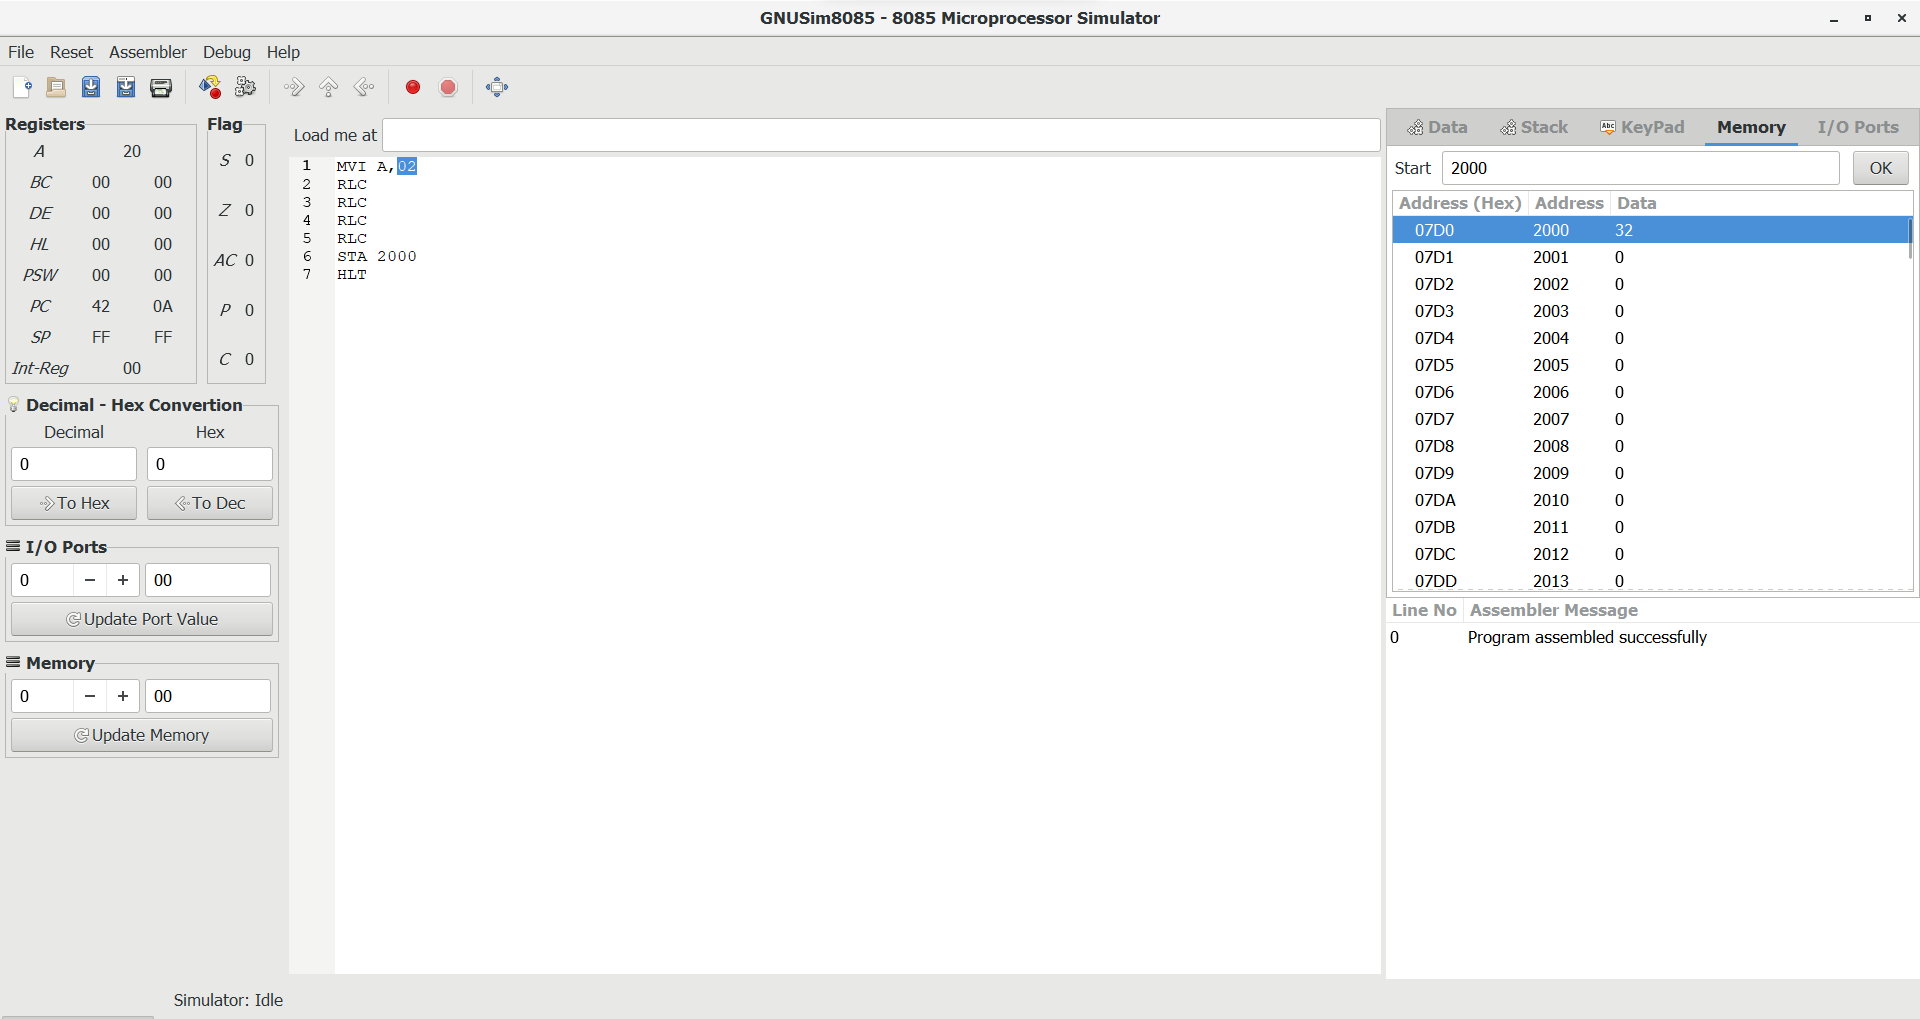 GNUSim8085 - 8085 Microprocessor Simulator
File Reset Assembler Debug Help
Registers
A 20
BC 00 00
DE 00 00
HL 00 00
PSW 00 00
PC 42 0A
SP FF FF
Int-Reg 00
Flag
S 0
Z 0
AC 0
P 0
C 0
Decimal - Hex Convertion
Decimal Hex
0 0
To Hex To Dec
I/O Ports
0 − + 00
Update Port Value
Memory
0 − + 00
Update Memory
Load me at
1 MVI A,02
2 RLC
3 RLC
4 RLC
5 RLC
6 STA 2000
7 HLT
Data Stack Abc KeyPad Memory I/O Ports
Start 2000 OK
Address (Hex) Address Data
07D0 2000 32
07D1 2001 0
07D2 2002 0
07D3 2003 0
07D4 2004 0
07D5 2005 0
07D6 2006 0
07D7 2007 0
07D8 2008 0
07D9 2009 0
07DA 2010 0
07DB 2011 0
07DC 2012 0
07DD 2013 0
Line No Assembler Message
0 Program assembled successfully
Simulator: Idle